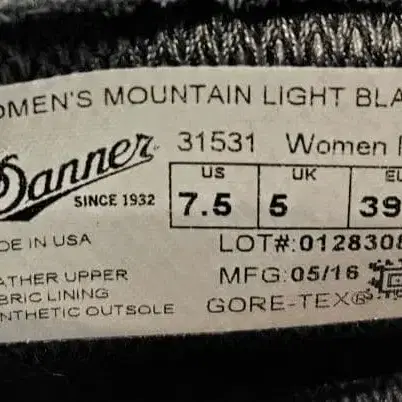 OMEN'S MOUNTAIN LIGHT BLA
Danner 31531 Women
SINCE 1932
US UK EU
7.5 5 39
DE IN USA LOT#:0128308
ATHER UPPER MFG:05/16
BRIC LINING
NTHETIC OUTSOLE GORE-TEX®